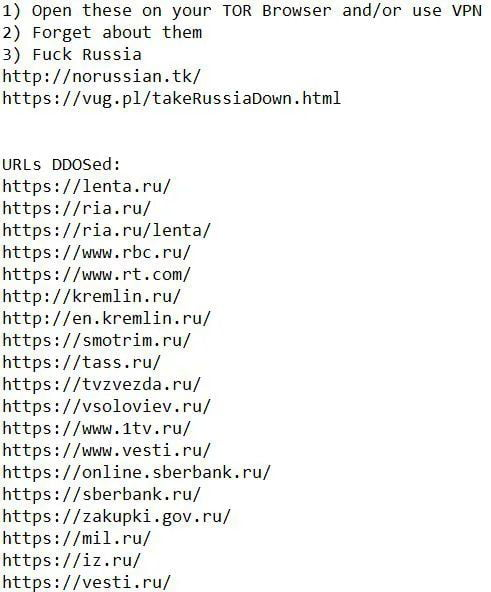 1) Open these on your TOR Browser and/or use VPN
2) Forget about them
3) Fuck Russia
http://norussian.tk/
https://vug.pl/takeRussiaDown.html
URLs DDOSed:
https://lenta.ru/
https://ria.ru/
https://ria.ru/lenta/
https://www.rbc.ru/
https://www.rt.com/
http://kremlin.ru/
http://en.kremlin.ru/
https://smotrim.ru/
https://tass.ru/
https://tvzvezda.ru/
https://vsoloviev.ru/
https://www.1tv.ru/
https://www.vesti.ru/
https://online.sberbank.ru/
https://sberbank.ru/
https://zakupki.gov.ru/
https://mil.ru/
https://iz.ru/
https://vesti.ru/